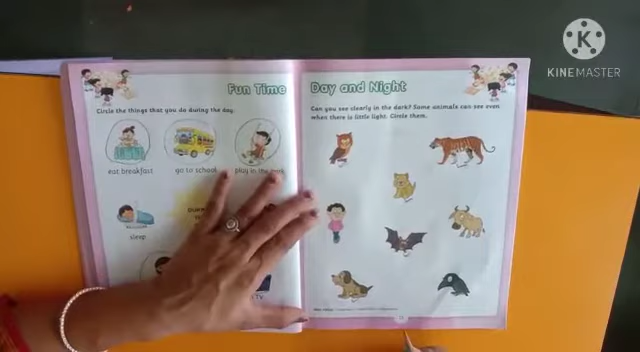 KINEMASTER
Fun Time
Circle the things that you do during the day.
eat breakfast
go to school
play in the park
sleep
TV
Day and Night
Can you see clearly in the dark? Some animals can see even
when there is little light. Circle them.